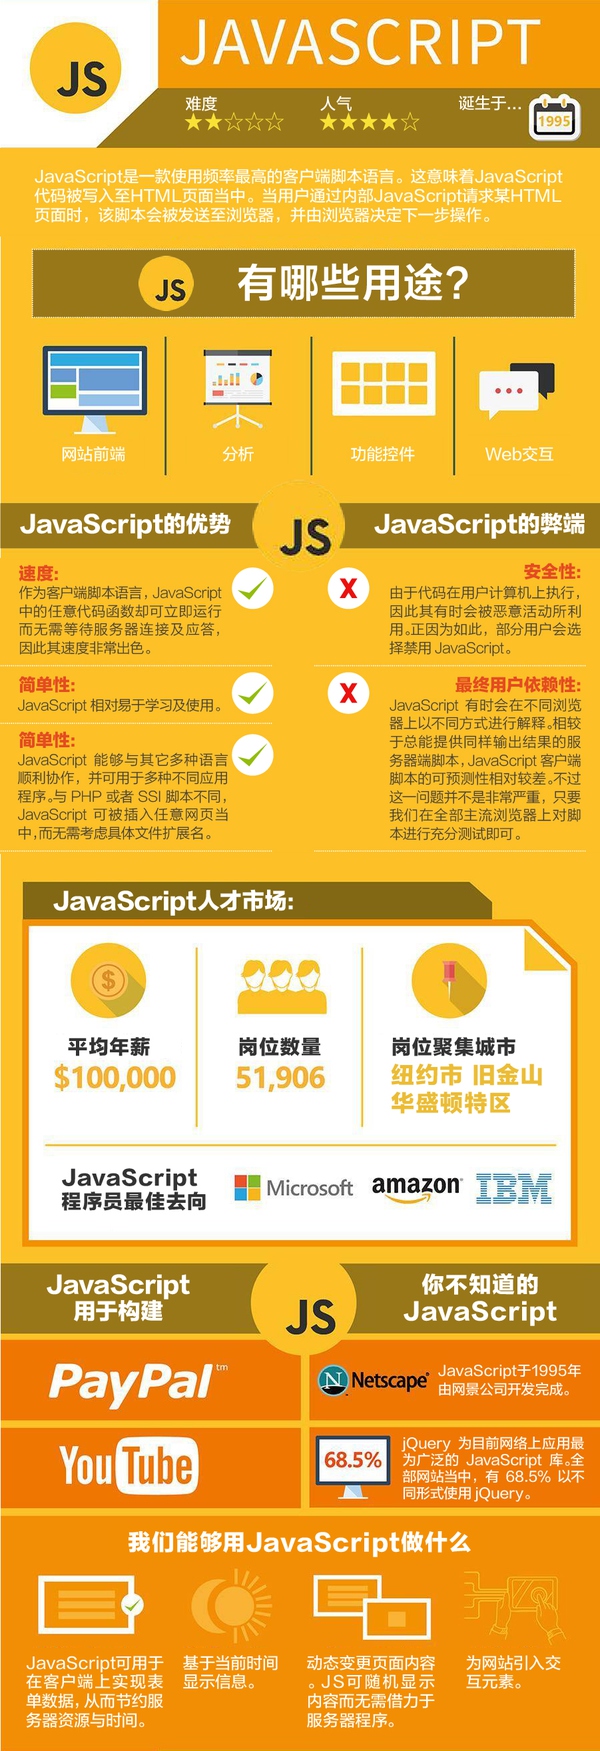 JS
JAVASCRIPT
难度
人气
诞生于...
1995
JavaScript是一款使用频率最高的客户端脚本语言。这意味着JavaScript
代码被写入至HTML页面当中。当用户通过内部JavaScript请求某HTML
页面时，该脚本会被发送至浏览器，并由浏览器决定下一步操作。
JS 有哪些用途?
网站前端
分析
功能控件
Web交互
JavaScript的优势
JS
JavaScript的弊端
速度:
作为客户端脚本语言，JavaScript
中的任意代码函数却可立即运行
而无需等待服务器连接及应答，
因此其速度非常出色。
简单性:
JavaScript 相对易于学习及使用。
简单性:
JavaScript 能够与其它多种语言
顺利协作，并可用于多种不同应用
程序。与 PHP 或者 SSI 脚本不同，
JavaScript 可被插入任意网页当
中，而无需考虑具体文件扩展名。
X
安全性:
由于代码在用户计算机上执行，
因此其有时会被恶意活动所利
用。正因为如此，部分用户会选
择禁用 JavaScript。
X
最终用户依赖性:
JavaScript 有时会在不同浏览
器上以不同方式进行解释。相较
于总能提供同样输出结果的服
务器端脚本，JavaScript 客户端
脚本的可预测性相对较差。不过
这一问题并不是非常严重，只要
我们在全部主流浏览器上对脚
本进行充分测试即可。
JavaScript人才市场:
$
平均年薪
$100,000
岗位数量
51,906
岗位聚集城市
纽约市 旧金山
华盛顿特区
JavaScript
程序员最佳去向
Microsoft
amazon
IBM
JavaScript
用于构建
JS
你不知道的
JavaScript
PayPal tm
N Netscape
JavaScript于1995年
由网景公司开发完成。
YouTube
68.5%
jQuery 为目前网络上应用最
为广泛的 JavaScript 库。全
部网站当中，有 68.5% 以不
同形式使用 jQuery。
我们能够用JavaScript做什么
JavaScript可用于
在客户端上实现表
单数据，从而节约服
务器资源与时间。
基于当前时间
显示信息。
动态变更页面内容
。JS可随机显示
内容而无需借力于
服务器程序。
为网站引入交
互元素。